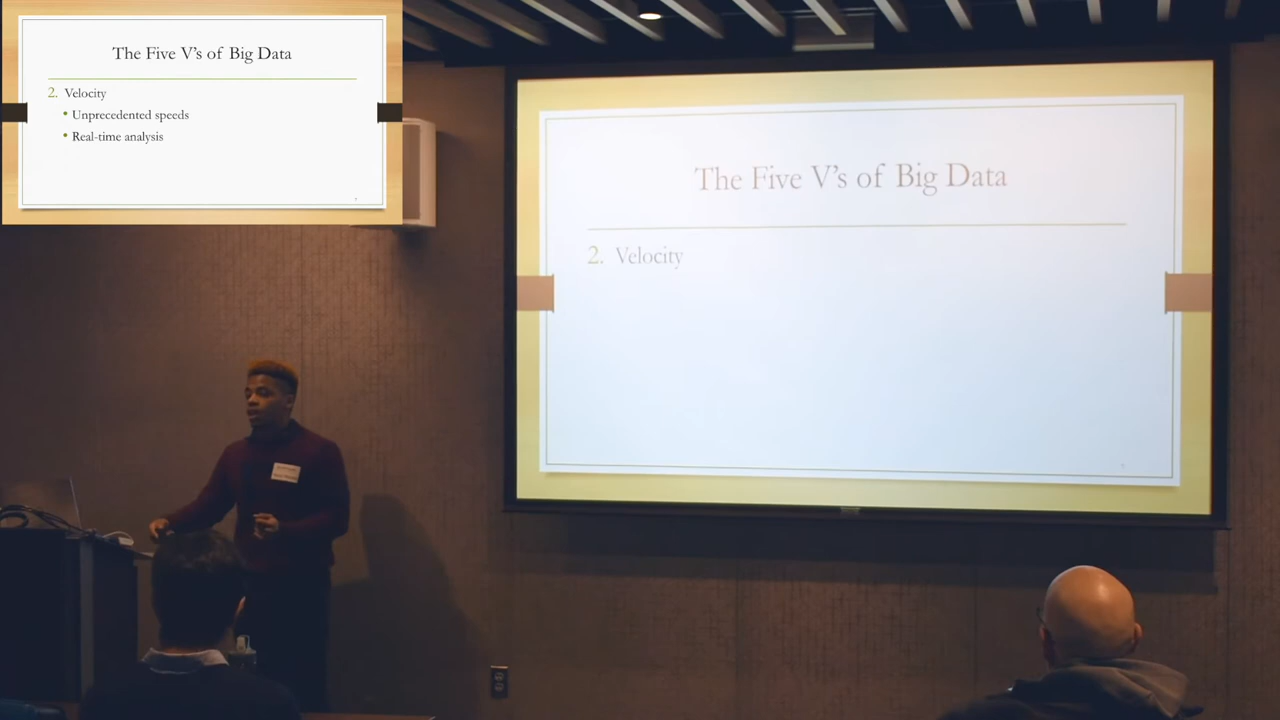 The Five V's of Big Data
2. Velocity
• Unprecedented speeds
• Real-time analysis
7
The Five V's of Big Data
2. Velocity